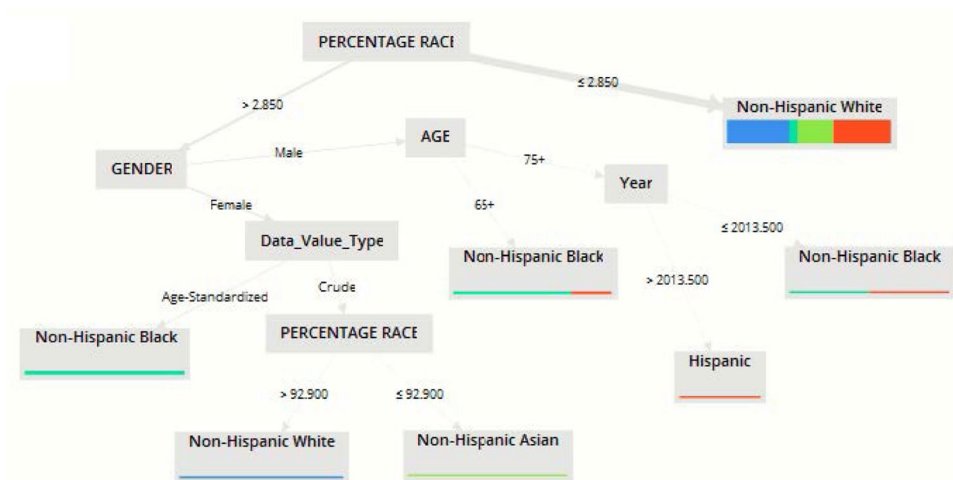 PERCENTAGE RACE
≤ 2.850
> 2.850
Non-Hispanic White
AGE
Male
75+
GENDER
Year
Female
65+
≤ 2013.500
Data_Value_Type
Non-Hispanic Black
Non-Hispanic Black
> 2013.500
Age-Standardized
Crude
Non-Hispanic Black
PERCENTAGE RACE
Hispanic
> 92.900
≤ 92.900
Non-Hispanic White
Non-Hispanic Asian